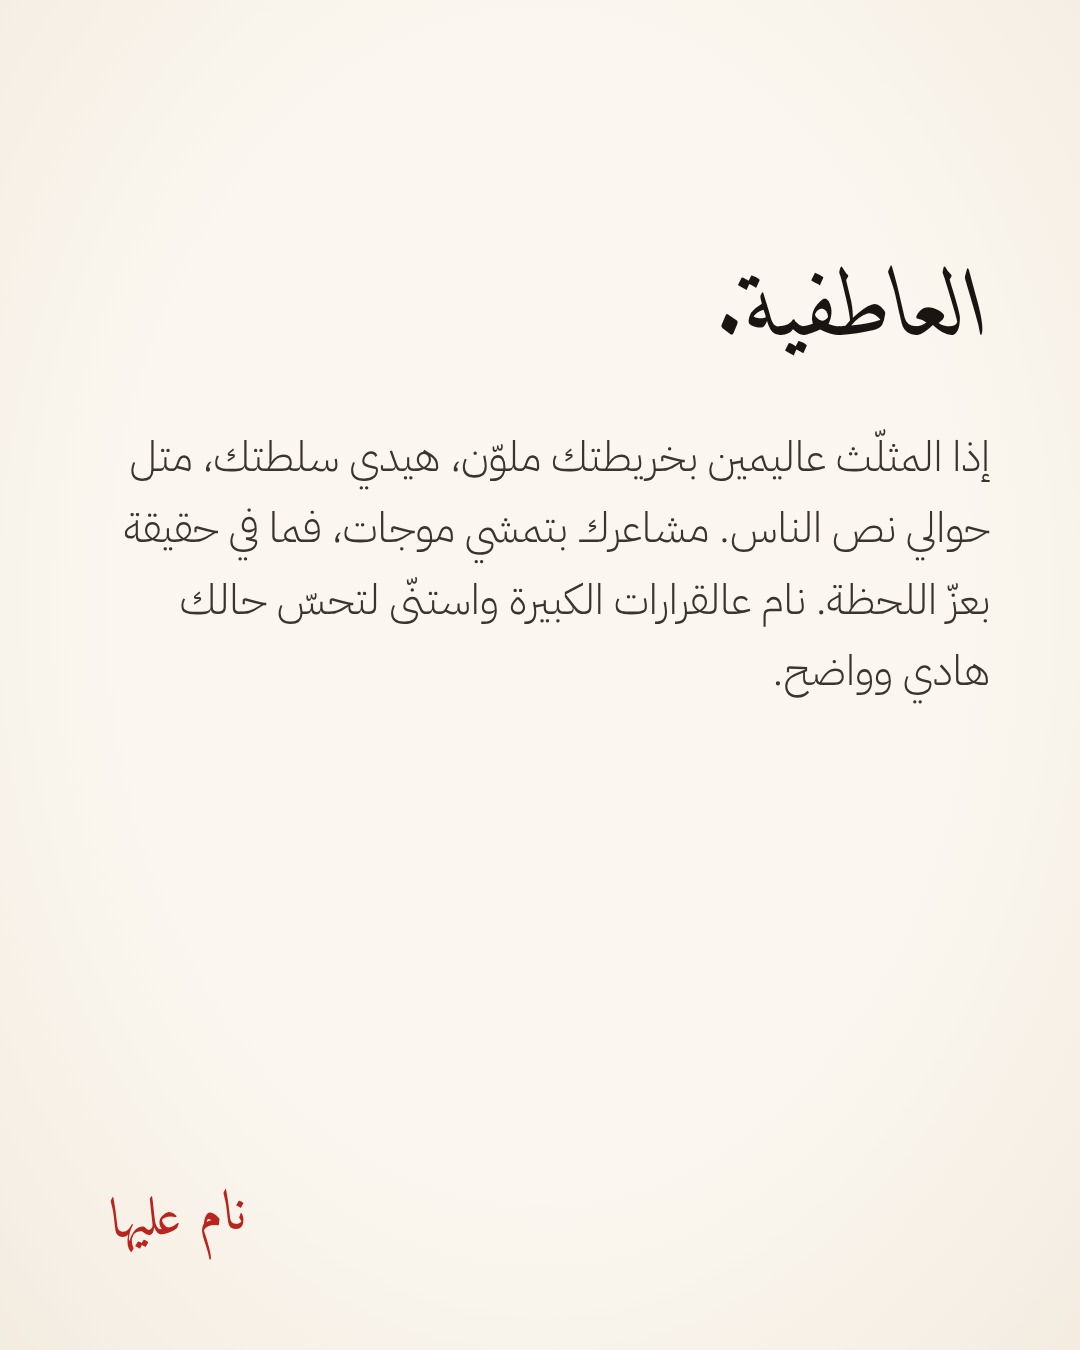 العاطفية.
إذا المثلّث عاليمين بخريطتك ملوّن، هيدي سلطتك، متل
حوالي نص الناس. مشاعرك بتمشي موجات، فما في حقيقة
بعزّ اللحظة. نام عالقرارات الكبيرة واستنّى لتحسّ حالك
هادي وواضح.
نام عليها